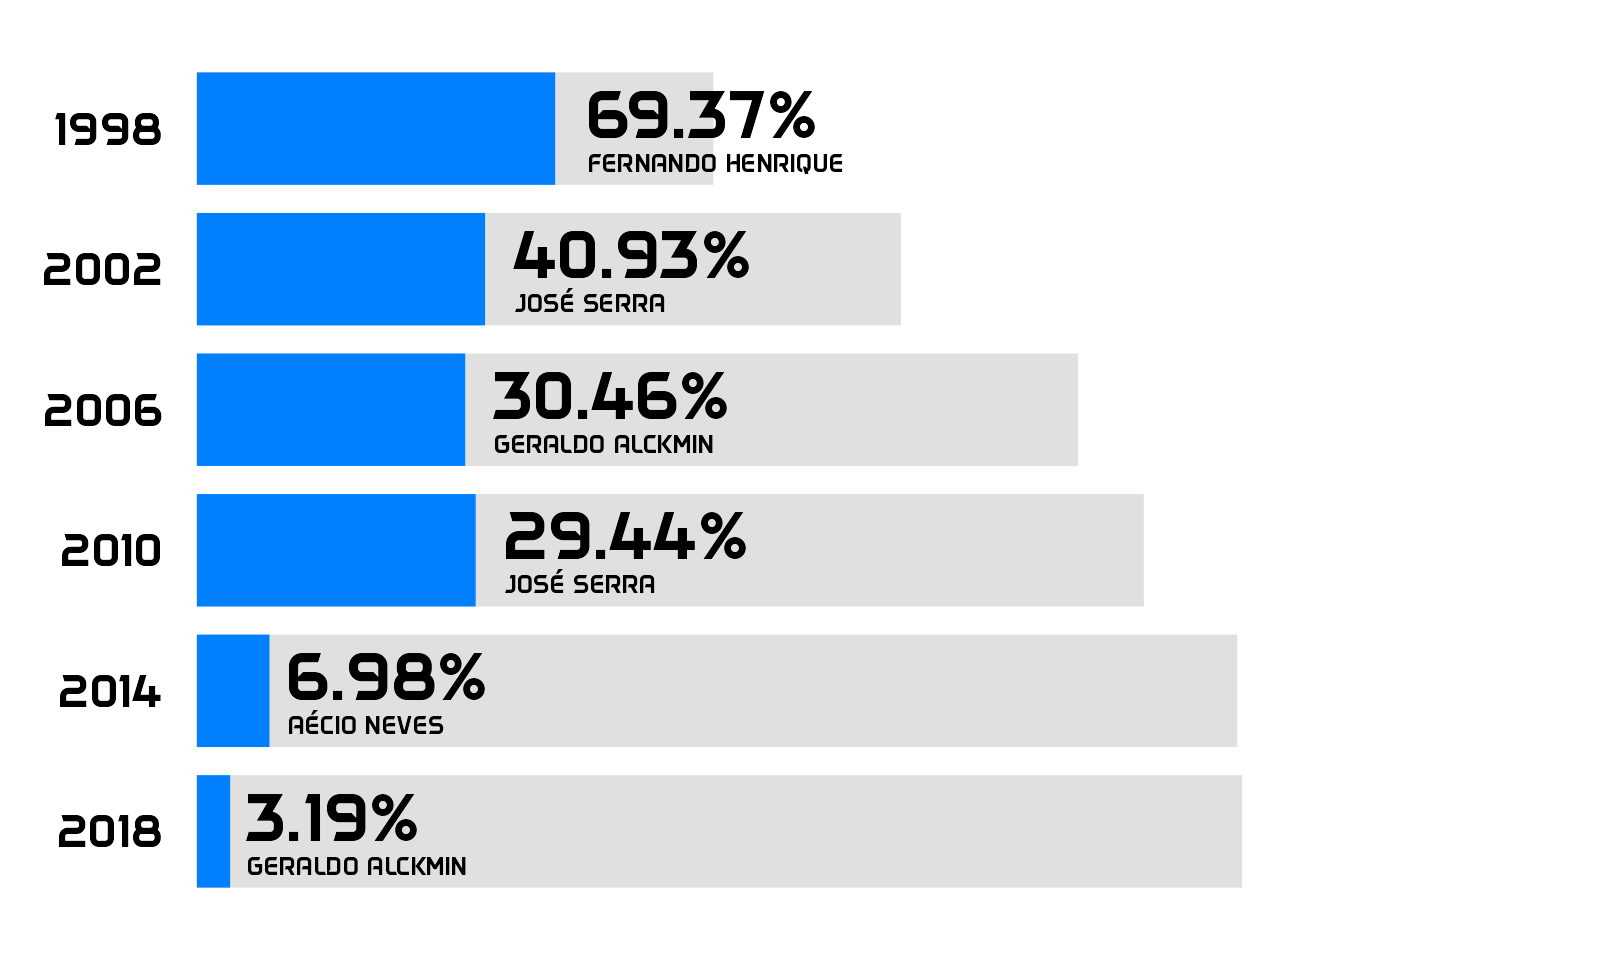 1998
69.37%
FERNANDO HENRIQUE
2002
40.93%
JOSÉ SERRA
2006
30.46%
GERALDO ALCKMIN
2010
29.44%
JOSÉ SERRA
2014
6.98%
AÉCIO NEVES
2018
3.19%
GERALDO ALCKMIN